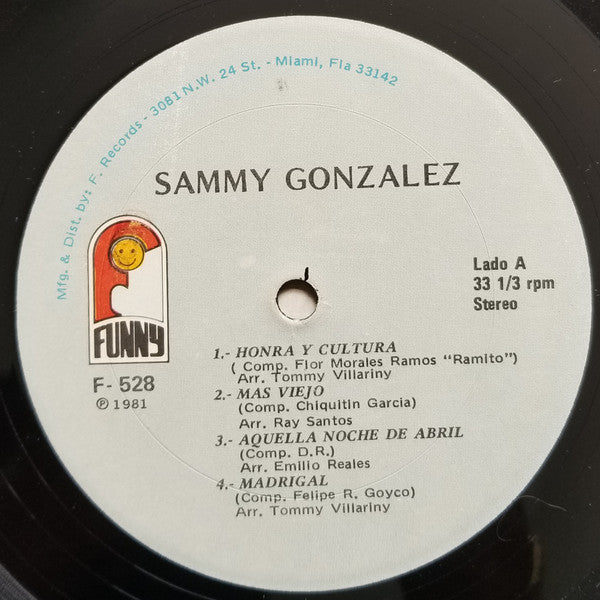 Mfg. & Dist. by: F. Records - 3081 N.W. 24 St. - Miami, Fla 33142
SAMMY GONZALEZ
FUNNY
F- 528
℗ 1981
Lado A
33 1/3 rpm
Stereo
1.- HONRA Y CULTURA
( Comp. Flor Morales Ramos "Ramito")
Arr. Tommy Villariny
2.- MAS VIEJO
(Comp. Chiquitin Garcia)
Arr. Ray Santos
3.- AQUELLA NOCHE DE ABRIL
(Comp. D.R.)
Arr. Emilio Reales
4.- MADRIGAL
(Comp. Felipe R. Goyco)
Arr. Tommy Villariny